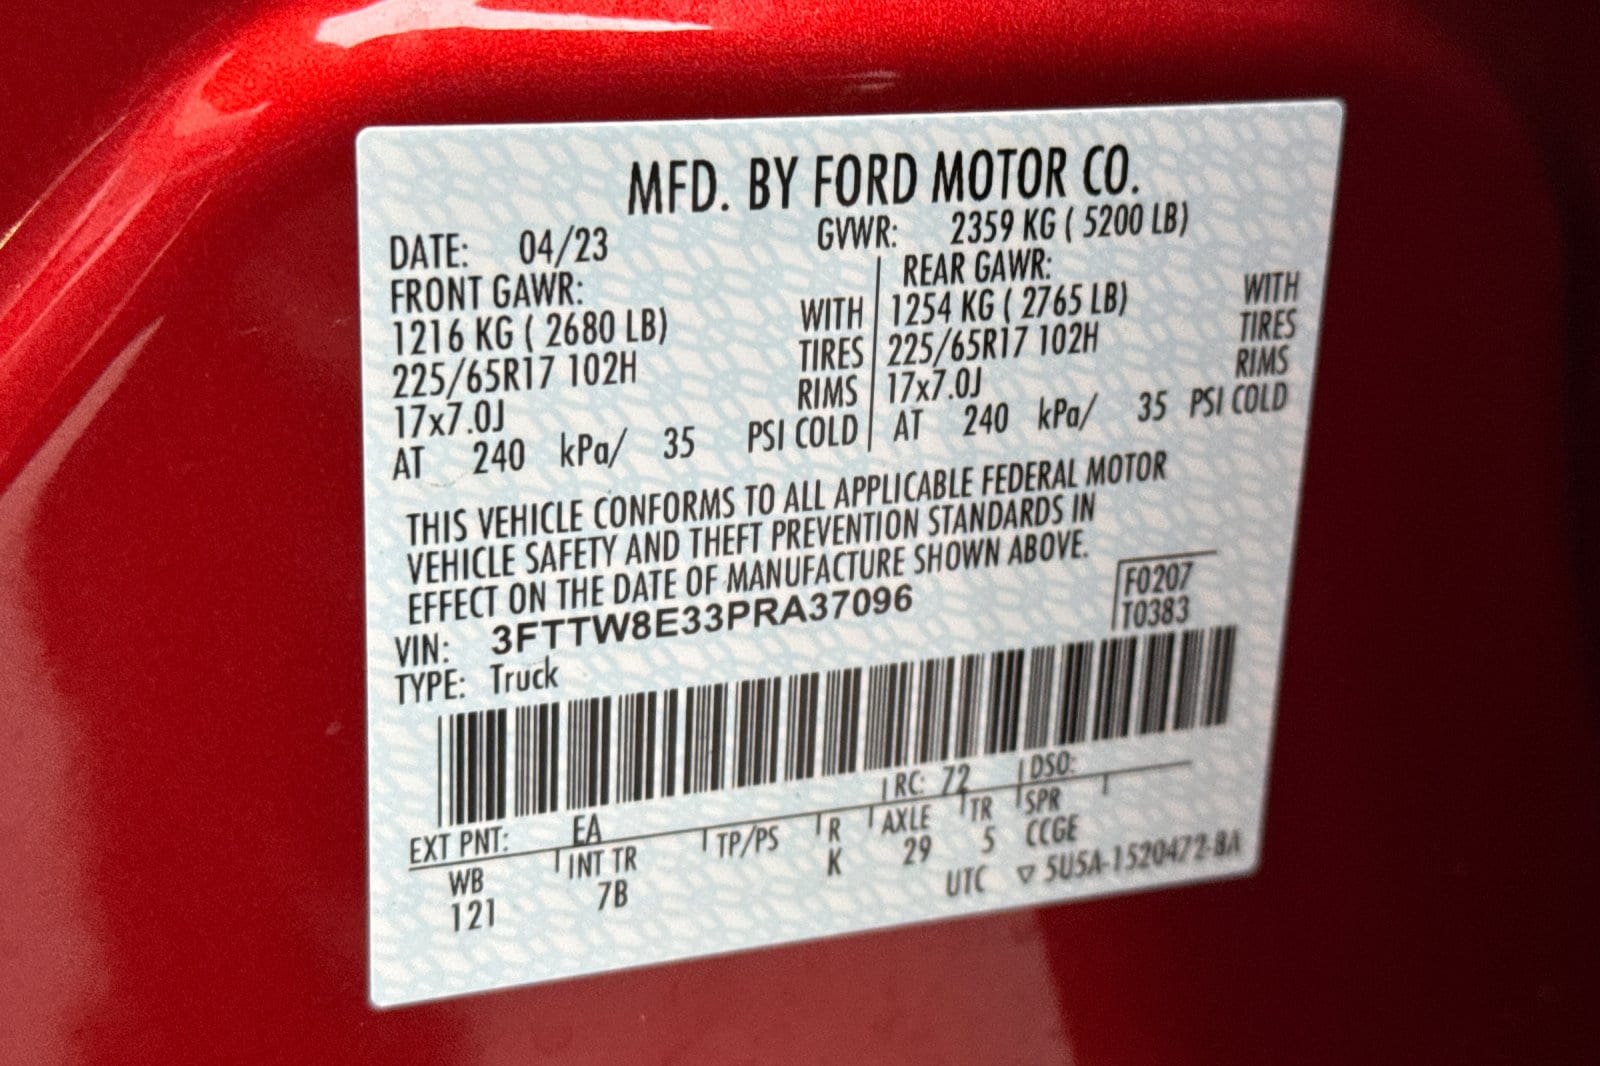 MFD. BY FORD MOTOR CO.
DATE: 04/23 GVWR: 2359 KG ( 5200 LB)
FRONT GAWR: REAR GAWR:
1216 KG ( 2680 LB) WITH 1254 KG ( 2765 LB) WITH
225/65R17 102H TIRES 225/65R17 102H TIRES
17x7.0J RIMS 17x7.0J RIMS
AT 240 kPa/ 35 PSI COLD AT 240 kPa/ 35 PSI COLD
THIS VEHICLE CONFORMS TO ALL APPLICABLE FEDERAL MOTOR
VEHICLE SAFETY AND THEFT PREVENTION STANDARDS IN
EFFECT ON THE DATE OF MANUFACTURE SHOWN ABOVE.
VIN: 3FTTW8E33PRA37096 F0207
TYPE: Truck T0383
EXT PNT: EA RC: 72 DSO:
WB INT TR TP/PS R AXLE TR SPR
121 7B K 29 5 CCGE
UTC ▽ 5U5A-1520472-BA